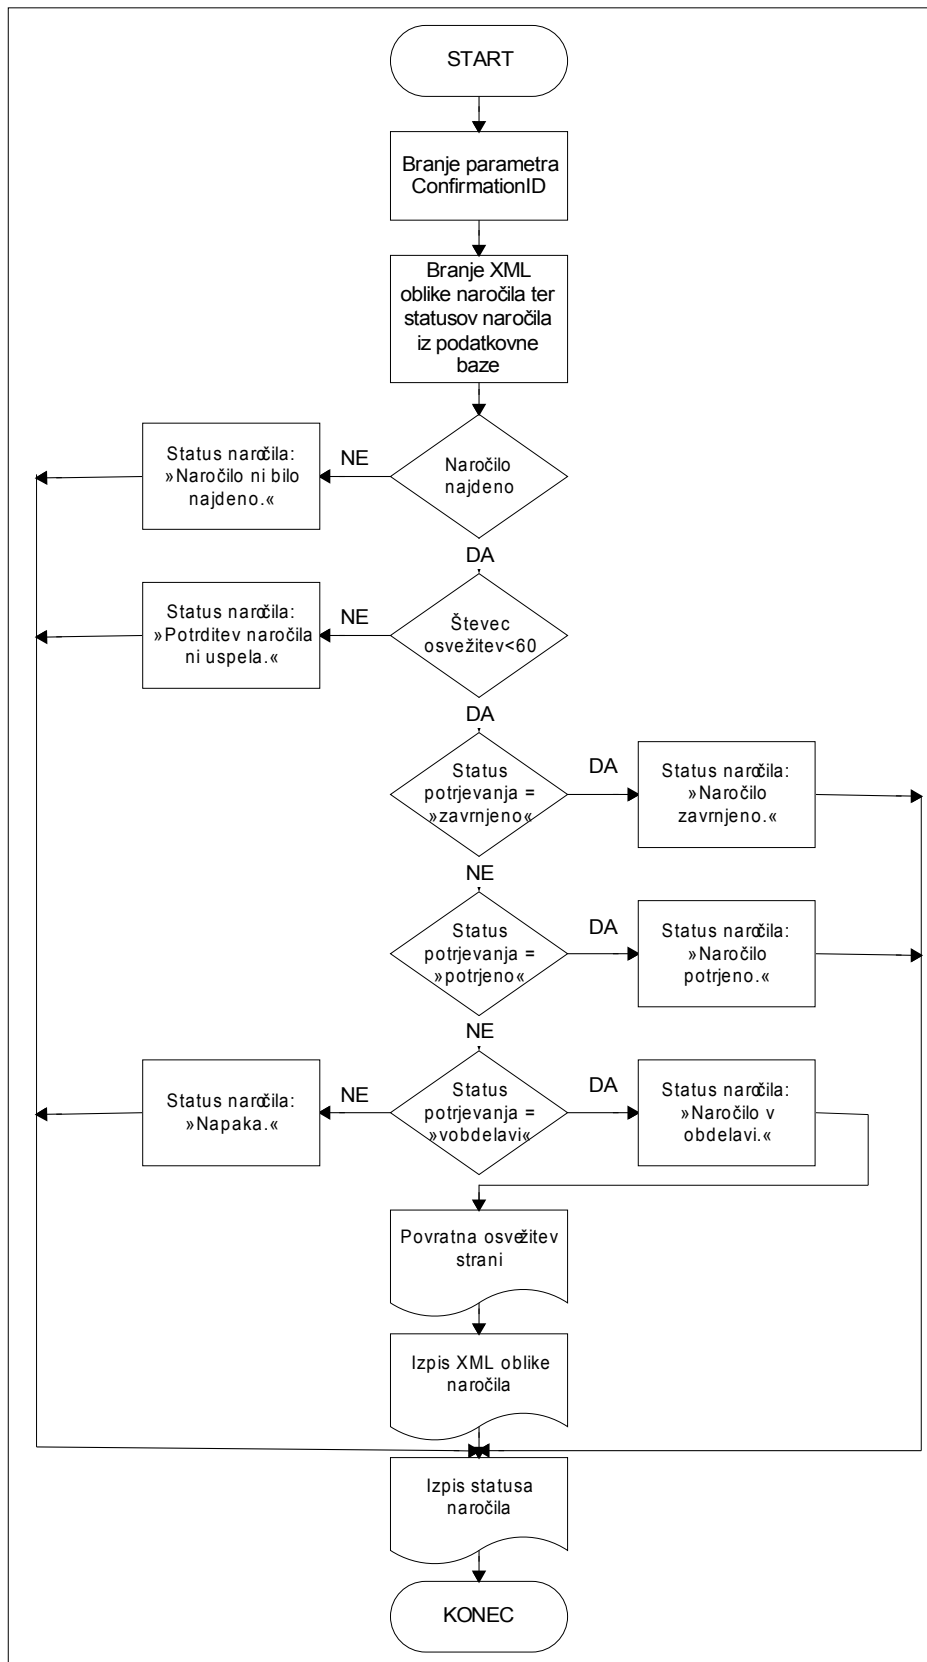 START
Branje parametra
ConfirmationID
Branje XML
oblike naročila ter
statusov naročila
iz podatkovne
baze
Status naročila:
»Naročilo ni bilo
najdeno.«
NE
Naročilo
najdeno
DA
Status naročila:
»Potrditev naročila
ni uspela.«
NE
Števec
osvežitev<60
DA
Status
potrjevanja =
»zavrnjeno«
DA
Status naročila:
»Naročilo
zavrnjeno.«
NE
Status
potrjevanja =
»potrjeno«
DA
Status naročila:
»Naročilo
potrjeno.«
NE
Status naročila:
»Napaka.«
NE
Status
potrjevanja =
»vobdelavi«
DA
Status naročila:
»Naročilo v
obdelavi.«
Povratna osvežitev
strani
Izpis XML oblike
naročila
Izpis statusa
naročila
KONEC